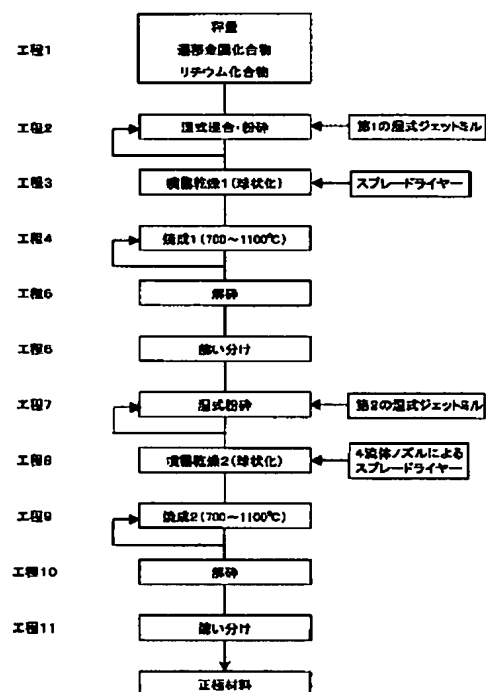 工程1
秤量
遷移金属化合物
リチウム化合物
工程2
湿式混合・粉砕
第1の湿式ジェットミル
工程3
噴霧乾燥1(球状化)
スプレードライヤー
工程4
焼成1(700~1100℃)
工程5
解砕
工程6
篩い分け
工程7
湿式粉砕
第2の湿式ジェットミル
工程8
噴霧乾燥2(球状化)
4流体ノズルによる
スプレードライヤー
工程9
焼成2(700~1100℃)
工程10
解砕
工程11
篩い分け
正極材料